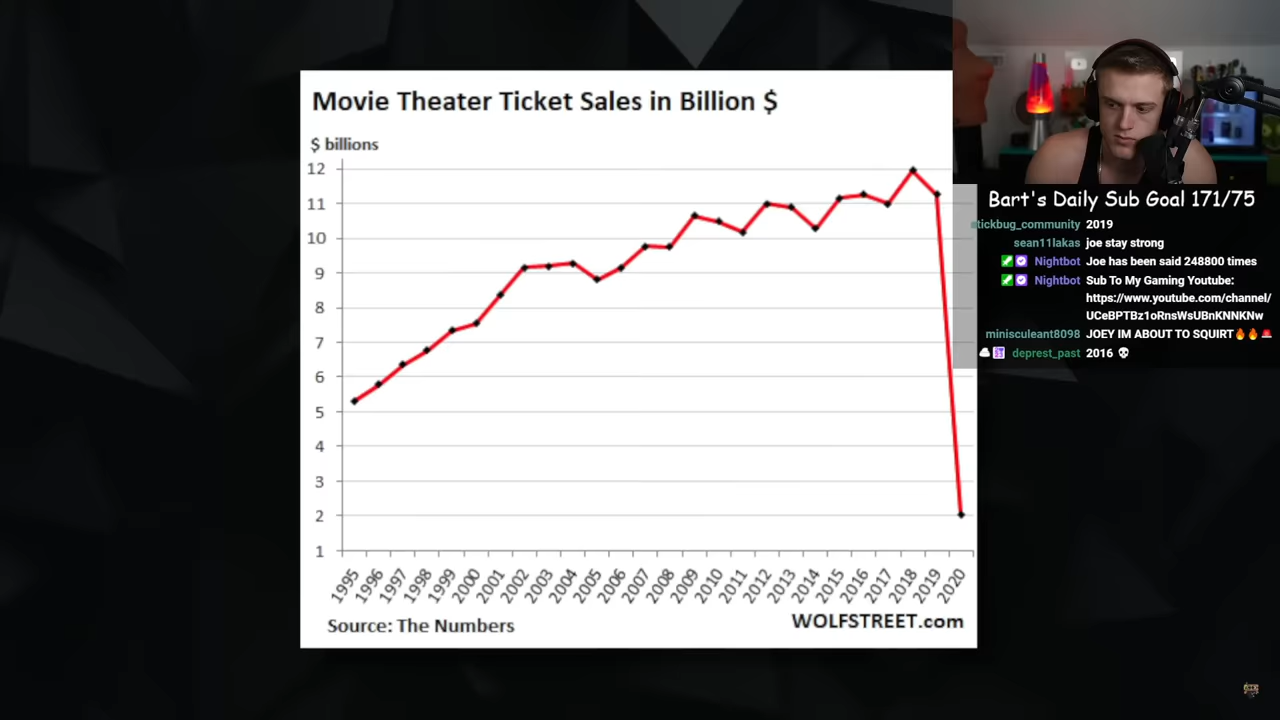 Movie Theater Ticket Sales in Billion $
$ billions
12
11
10
9
8
7
6
5
4
3
2
1
1995
1996
1997
1998
1999
2000
2001
2002
2003
2004
2005
2006
2007
2008
2009
2010
2011
2012
2013
2014
2015
2016
2017
2018
2019
2020
Source: The Numbers
WOLFSTREET.com
Bart's Daily Sub Goal 171/75
stickbug_community 2019
sean11lakas joe stay strong
Nightbot Joe has been said 248800 times
Nightbot Sub To My Gaming Youtube:
https://www.youtube.com/channel/
UCeBPTBz1oRnsWsUBnKNNKNw
minisculeant8098 JOEY IM ABOUT TO SQUIRT🔥🔥🚨
deprest_past 2016 💀